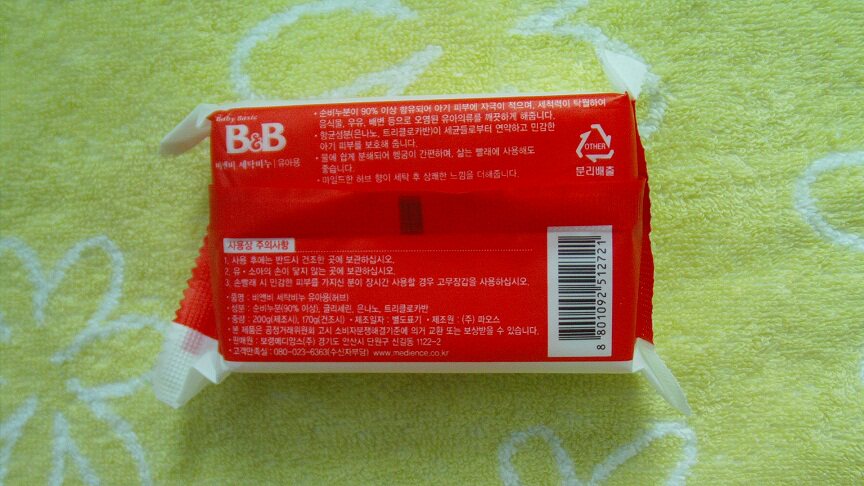 Baby Basic
B&B
비앤비 세탁비누 | 유아용
• 순비누분이 90% 이상 함유되어 아기 피부에 자극이 적으며, 세척력이 탁월하여
음식물, 우유, 배변 등으로 오염된 유아의류를 깨끗하게 해줍니다.
• 항균성분(은나노, 트리클로카반)이 세균들로부터 연약하고 민감한
아기 피부를 보호해 줍니다.
• 물에 쉽게 분해되어 헹굼이 간편하며, 삶는 빨래에 사용해도
좋습니다.
• 마일드한 허브 향이 세탁 후 상쾌한 느낌을 더해줍니다.
OTHER
분리배출
사용상 주의사항
1. 사용 후에는 반드시 건조한 곳에 보관하십시오.
2. 유·소아의 손이 닿지 않는 곳에 보관하십시오.
3. 손빨래 시 민감한 피부를 가지신 분이 장시간 사용할 경우 고무장갑을 사용하십시오.
• 품명 : 비앤비 세탁비누 유아용(허브)
• 성분 : 순비누분(90% 이상), 글리세린, 은나노, 트리클로카반
• 중량 : 200g(제조시); 170g(건조시) • 제조일자 : 별도표기 • 제조원 : (주) 파우스
• 본 제품은 공정거래위원회 고시 소비자분쟁해결기준에 의거 교환 또는 보상받을 수 있습니다.
• 판매원 : 보령메디앙스(주) 경기도 안산시 단원구 신길동 1122-2
• 고객만족실 : 080-023-6363(수신자부담) www.medience.co.kr
8 801092 512721